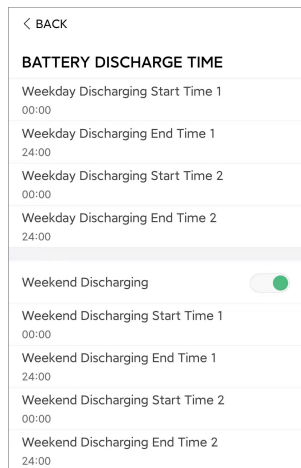 < BACK
BATTERY DISCHARGE TIME
Weekday Discharging Start Time 1
00:00
Weekday Discharging End Time 1
24:00
Weekday Discharging Start Time 2
00:00
Weekday Discharging End Time 2
24:00
Weekend Discharging
Weekend Discharging Start Time 1
00:00
Weekend Discharging End Time 1
24:00
Weekend Discharging Start Time 2
00:00
Weekend Discharging End Time 2
24:00